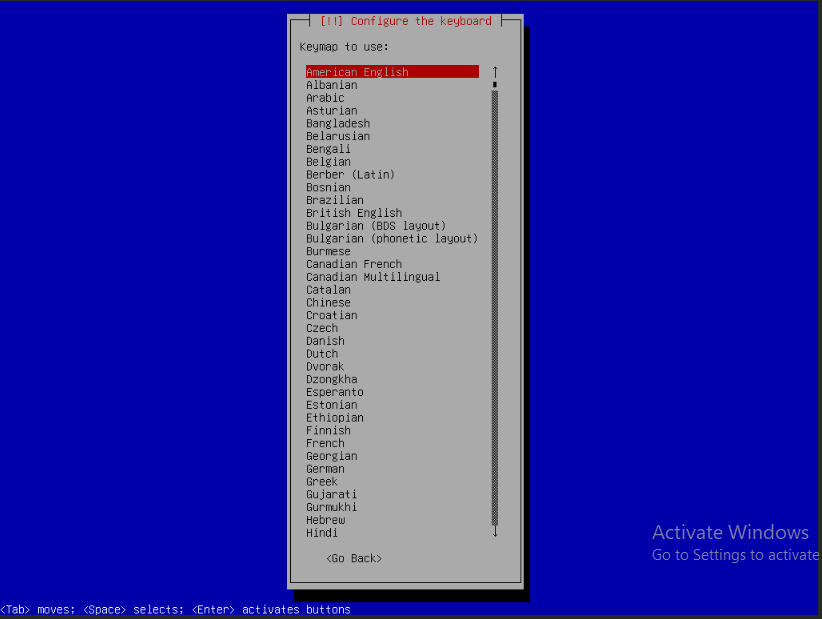 [!!] Configure the keyboard
Keymap to use:
American English
Albanian
Arabic
Asturian
Bangladesh
Belarusian
Bengali
Belgian
Berber (Latin)
Bosnian
Brazilian
British English
Bulgarian (BDS layout)
Bulgarian (phonetic layout)
Burmese
Canadian French
Canadian Multilingual
Catalan
Chinese
Croatian
Czech
Danish
Dutch
Dvorak
Dzongkha
Esperanto
Estonian
Ethiopian
Finnish
French
Georgian
German
Greek
Gujarati
Gurmukhi
Hebrew
Hindi
<Go Back>
Activate Windows
Go to Settings to activate
<Tab> moves; <Space> selects; <Enter> activates buttons